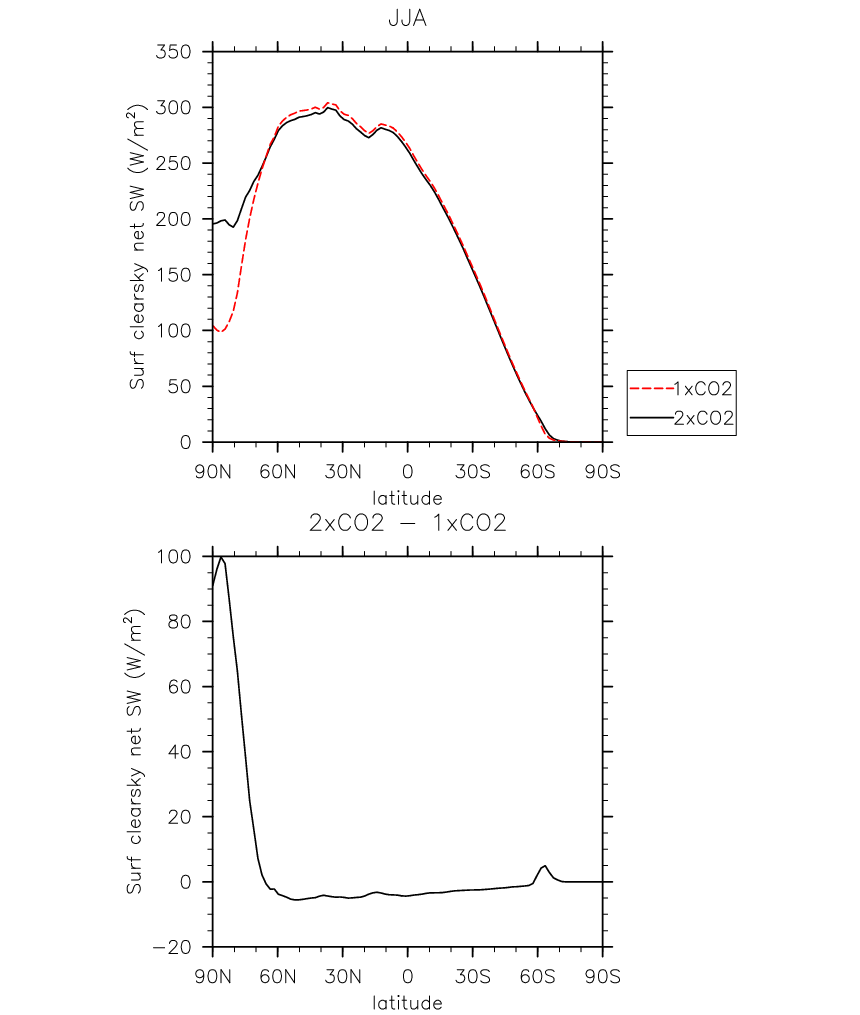 JJA
Surf clearsky net SW (W/m²)
350
300
250
200
150
100
50
0
90N 60N 30N 0 30S 60S 90S
latitude
1xCO2
2xCO2
2xCO2 − 1xCO2
Surf clearsky net SW (W/m²)
100
80
60
40
20
0
−20
90N 60N 30N 0 30S 60S 90S
latitude